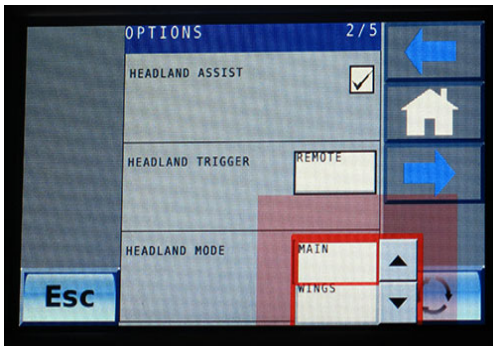 OPTIONS 2/5
HEADLAND ASSIST
HEADLAND TRIGGER REMOTE
HEADLAND MODE MAIN
WINGS
Esc